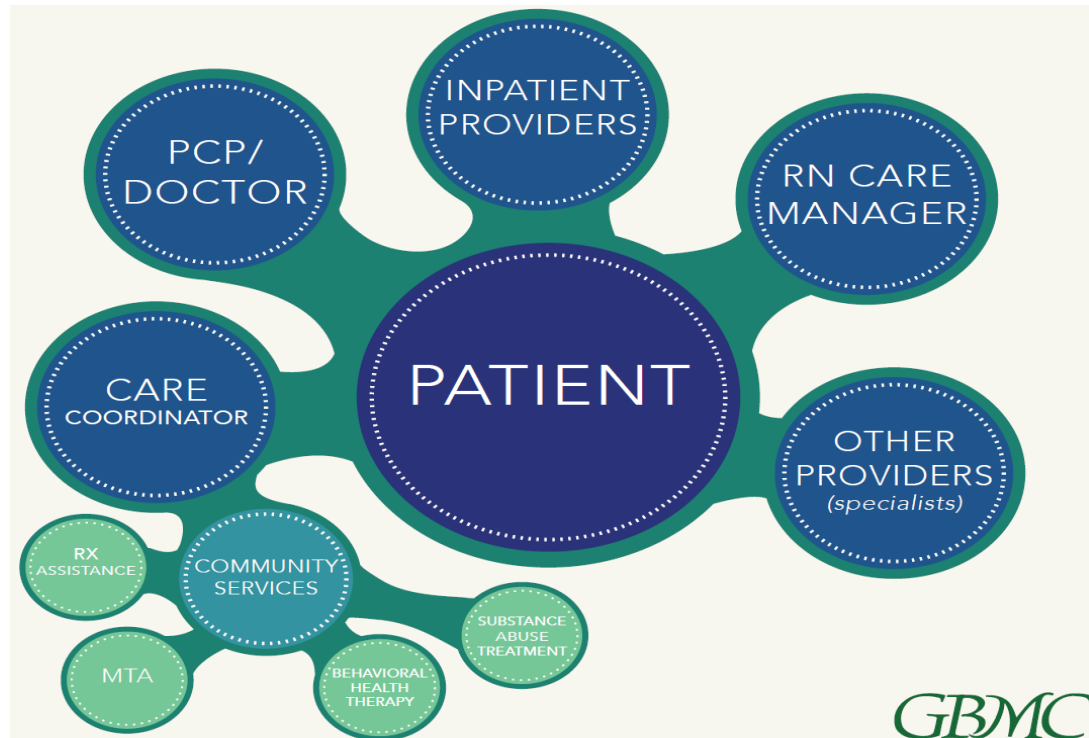 INPATIENT
PROVIDERS
PCP/
DOCTOR
RN CARE
MANAGER
PATIENT
CARE
COORDINATOR
OTHER
PROVIDERS
(specialists)
RX
ASSISTANCE
COMMUNITY
SERVICES
SUBSTANCE
ABUSE
TREATMENT
MTA
BEHAVIORAL
HEALTH
THERAPY
GBMC